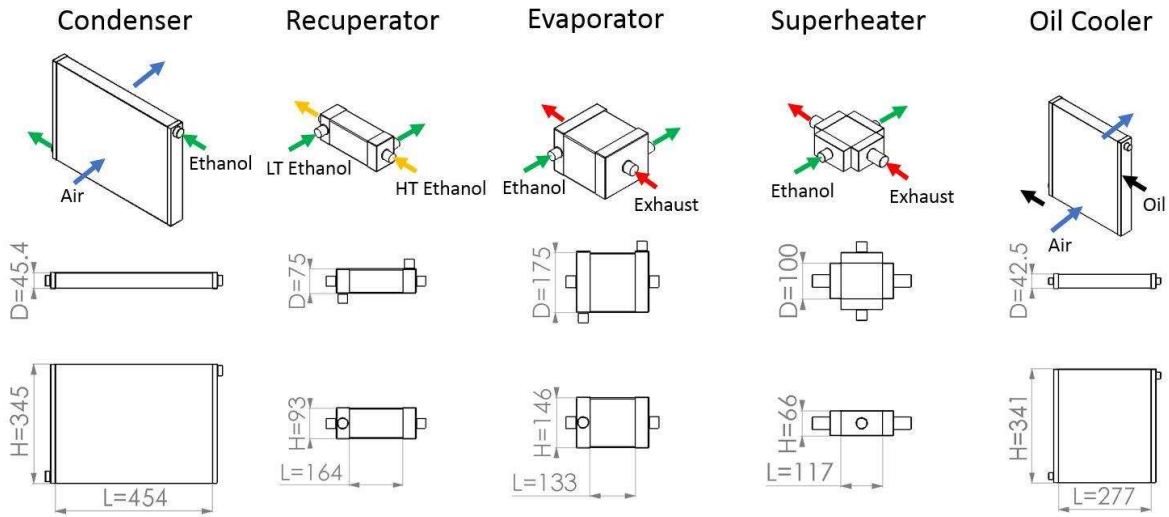 Condenser
Recuperator
Evaporator
Superheater
Oil Cooler
Ethanol
Air
LT Ethanol
HT Ethanol
Ethanol
Exhaust
Ethanol
Exhaust
Oil
Air
D=45.4
D=75
D=175
D=100
D=42.5
H=345
H=93
H=146
H=66
H=341
L=454
L=164
L=133
L=117
L=277